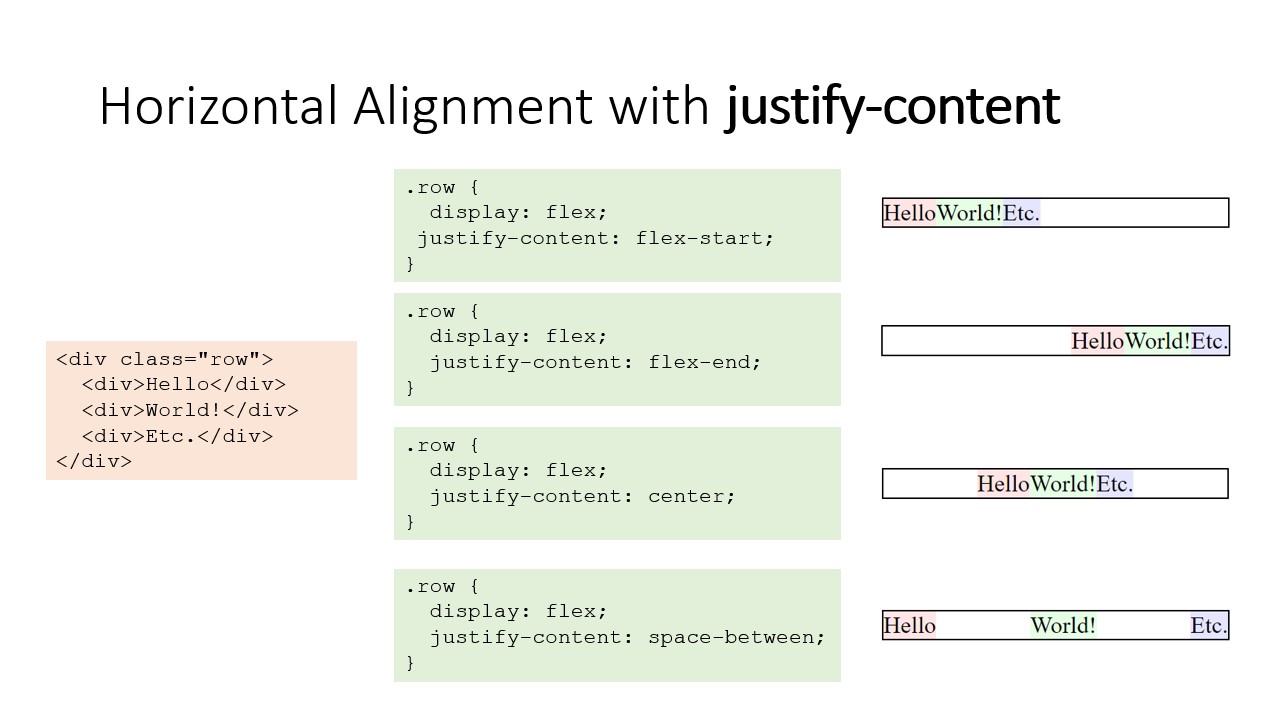 Horizontal Alignment with justify-content
<div class="row">
  <div>Hello</div>
  <div>World!</div>
  <div>Etc.</div>
</div>
.row {
  display: flex;
 justify-content: flex-start;
}
HelloWorld!Etc.
.row {
  display: flex;
  justify-content: flex-end;
}
HelloWorld!Etc.
.row {
  display: flex;
  justify-content: center;
}
HelloWorld!Etc.
.row {
  display: flex;
  justify-content: space-between;
}
Hello World! Etc.